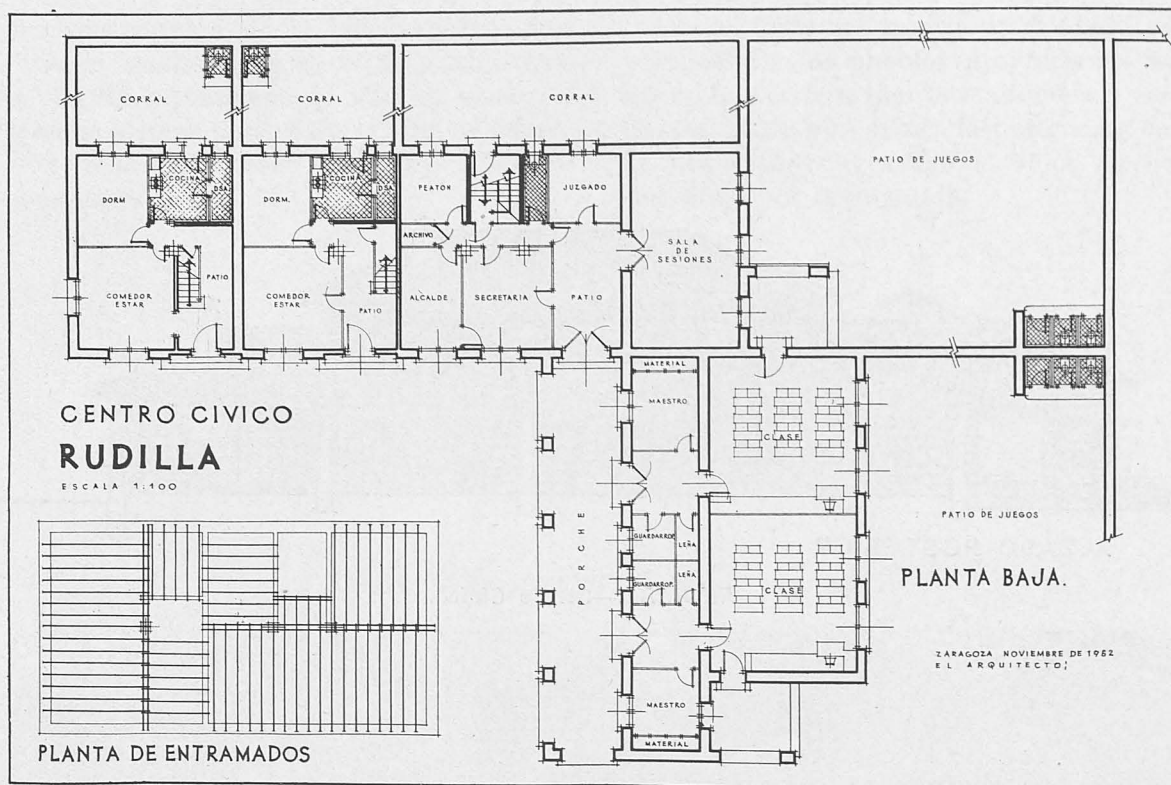 CORRAL
CORRAL
CORRAL
PATIO DE JUEGOS
DORM
COCINA
DSA.
DORM.
COCINA
DSA.
PEATON
JUZGADO
ARCHIVO
SALA
DE
SESIONES
COMEDOR
ESTAR
PATIO
COMEDOR
ESTAR
PATIO
ALCALDE
SECRETARIA
PATIO
MATERIAL
MAESTRO
CLASE
CENTRO CIVICO
RUDILLA
ESCALA 1:100
PORCHE
GUARDARROP.
LEÑA
GUARDARROP.
LEÑA
CLASE
PATIO DE JUEGOS
PLANTA BAJA.
ZARAGOZA NOVIEMBRE DE 1952
EL ARQUITECTO;
MAESTRO
MATERIAL
PLANTA DE ENTRAMADOS